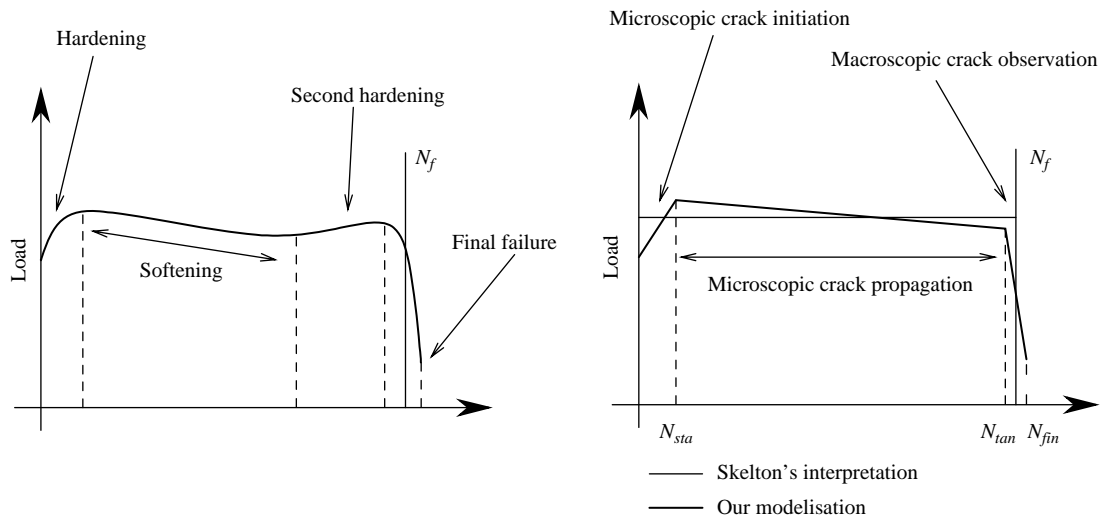 Hardening
Second hardening
N_f
Load
Softening
Final failure
Microscopic crack initiation
Macroscopic crack observation
N_f
Load
Microscopic crack propagation
N_sta
N_tan
N_fin
Skelton's interpretation
Our modelisation